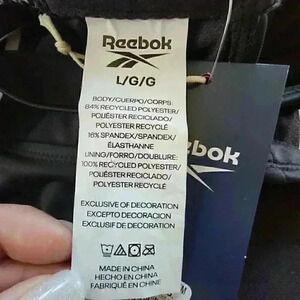 Reebok
L/G/G
BODY/CUERPO/CORPS:
84% RECYCLED POLYESTER/
POLIÉSTER RECICLADO/
POLYESTER RECYCLÉ
16% SPANDEX/SPANDEX/
ÉLASTHANNE
LINING/FORRO/DOUBLURE:
100% RECYCLED POLYESTER/
POLIÉSTER RECICLADO/
POLYESTER RECYCLÉ
EXCLUSIVE OF DECORATION
EXCEPTO DECORACION
EXCLUSIF DE DECORATION
MADE IN CHINA
HECHO EN CHINA
FABRIQUÉ EN CHINE
ebok